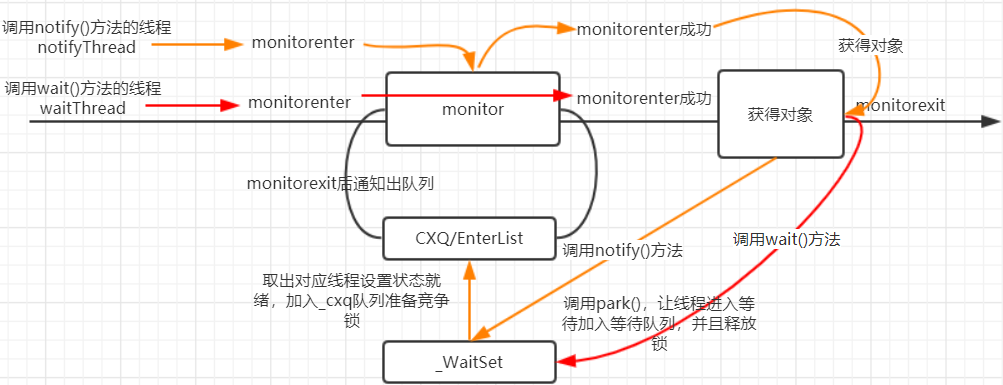 调用notify()方法的线程
notifyThread
monitorenter
monitorenter成功
获得对象
调用wait()方法的线程
waitThread
monitorenter
monitor
monitorenter成功
获得对象
monitorexit
monitorexit后通知出队列
CXQ/EnterList
调用notify()方法
调用wait()方法
取出对应线程设置状态就
绪，加入_cxq队列准备竞争
锁
调用park()，让线程进入等
待加入等待队列，并且释放
锁
_WaitSet